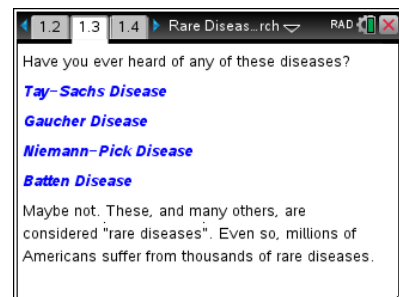 1.2 1.3 1.4 Rare Diseas...rch RAD
Have you ever heard of any of these diseases?
Tay-Sachs Disease
Gaucher Disease
Niemann-Pick Disease
Batten Disease
Maybe not. These, and many others, are
considered "rare diseases". Even so, millions of
Americans suffer from thousands of rare diseases.